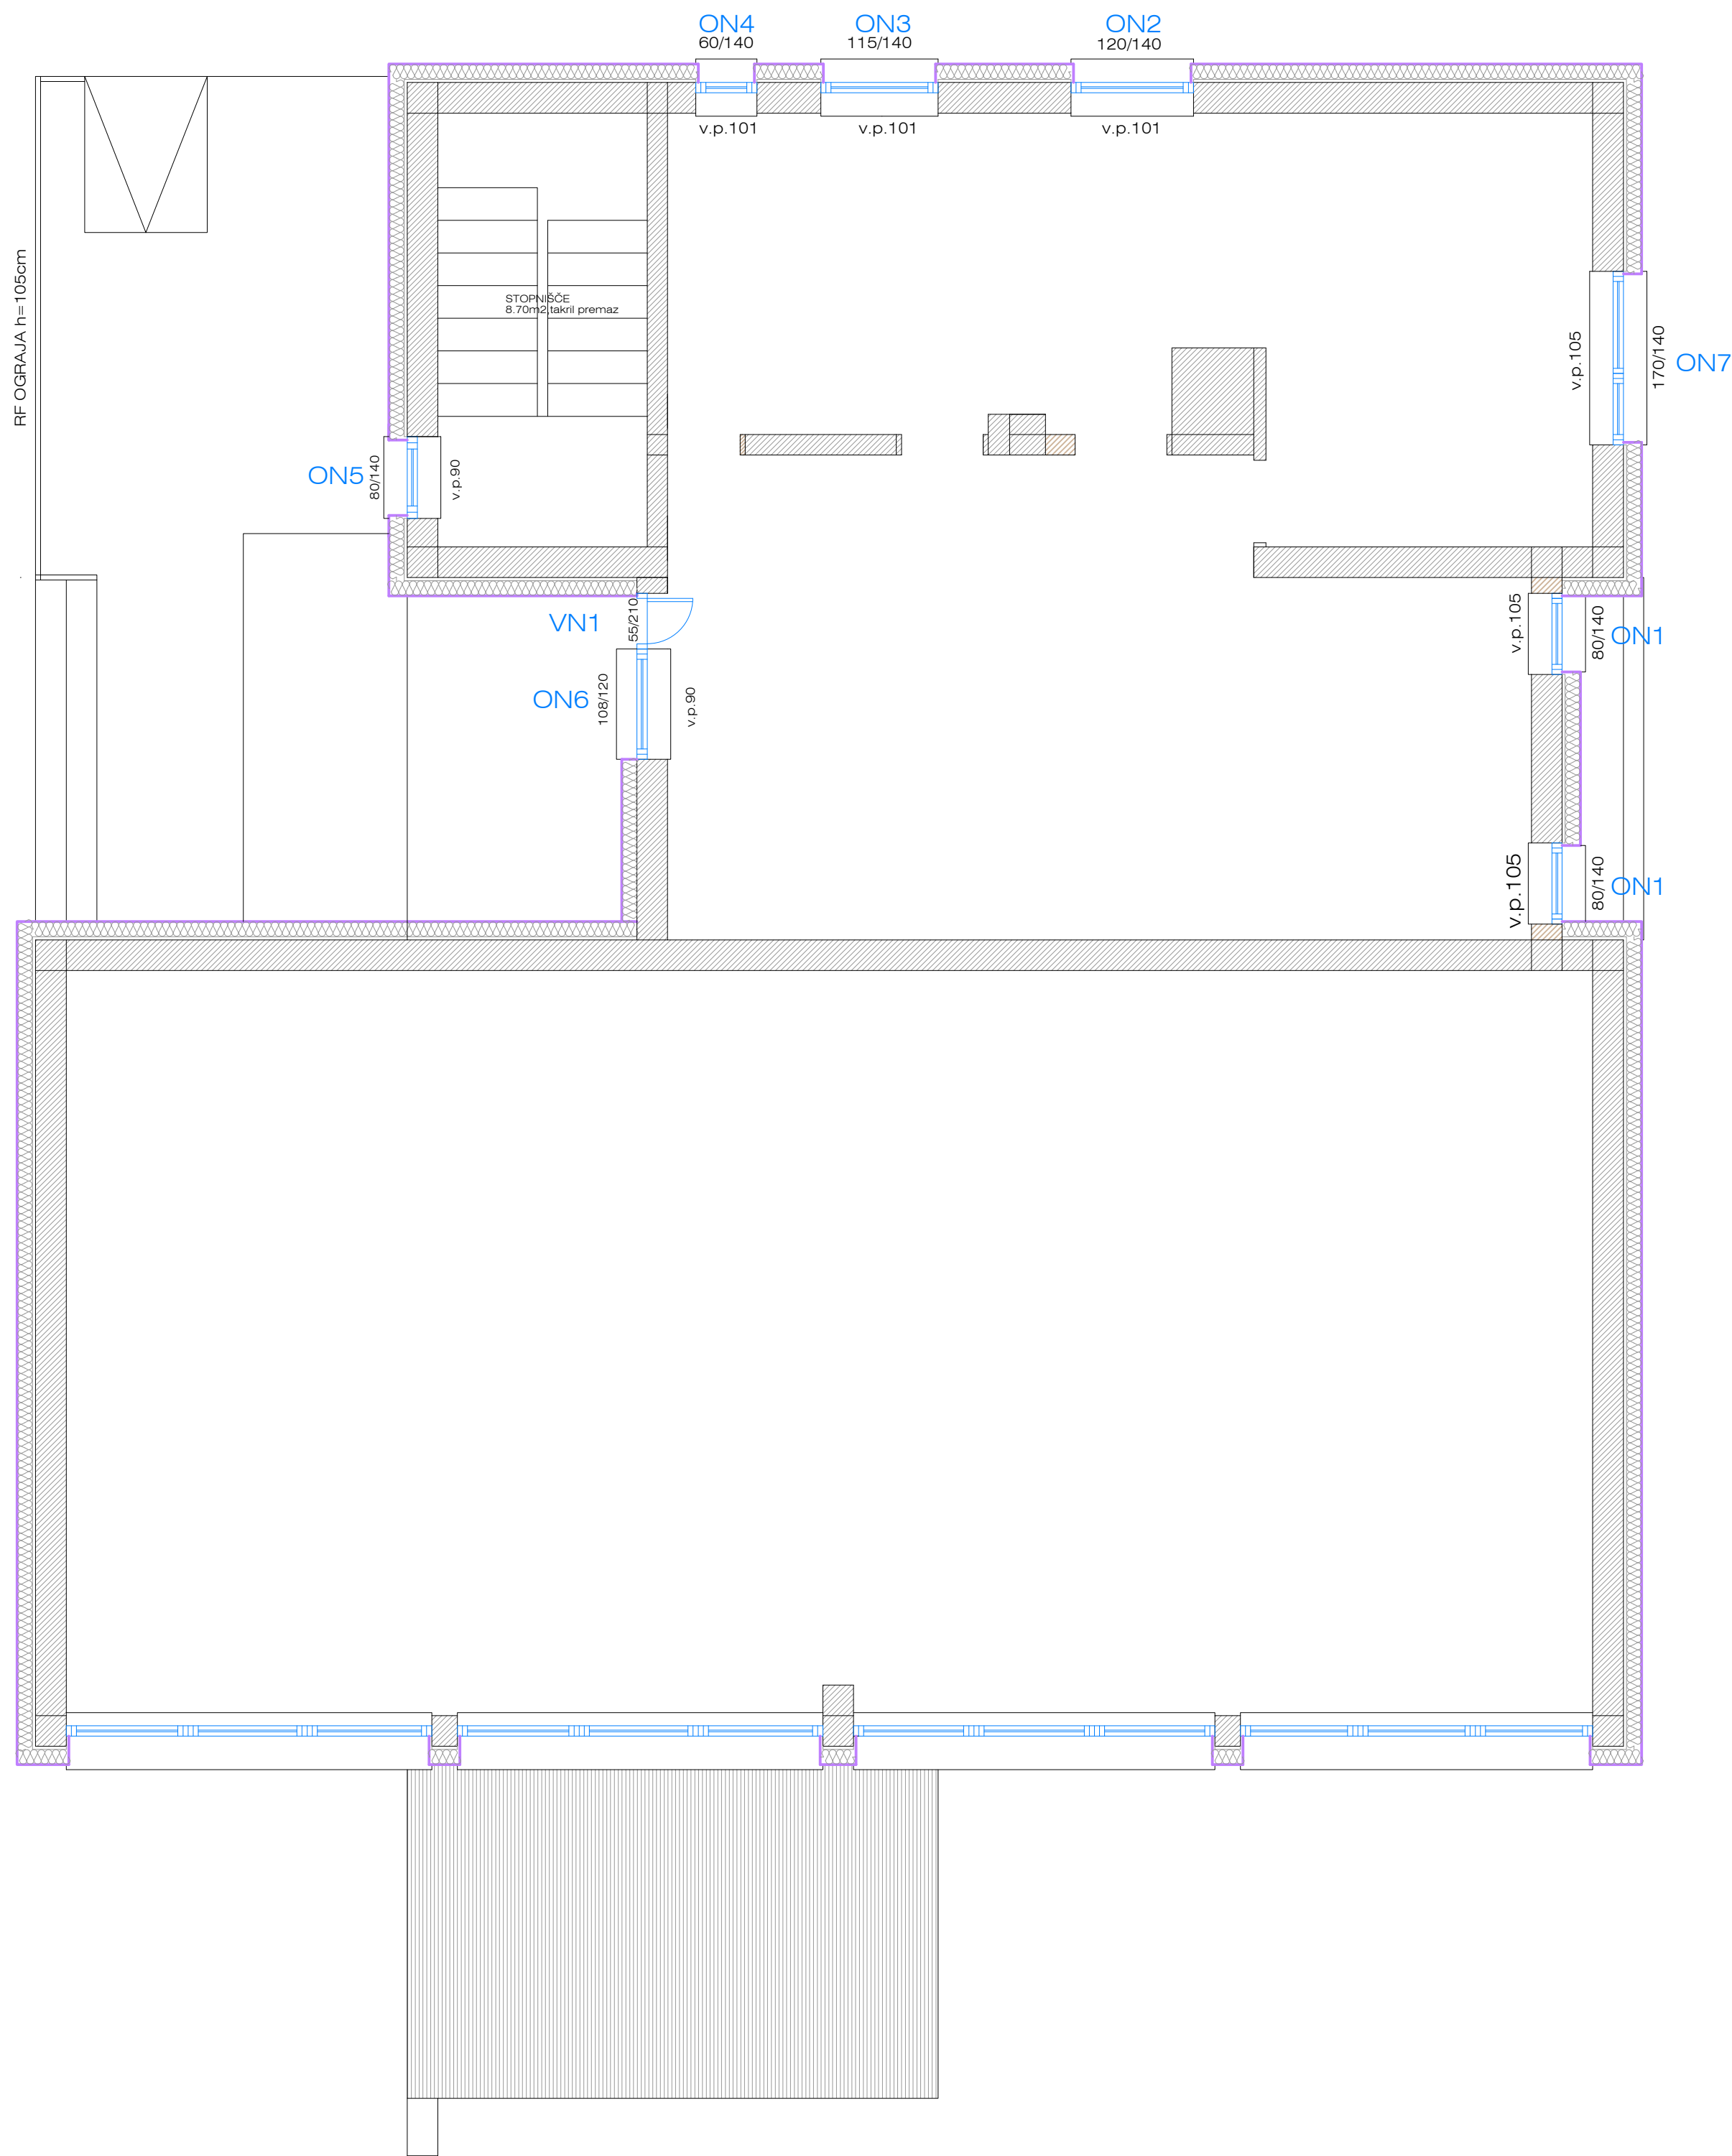 ON4
60/140
ON3
115/140
ON2
120/140
v.p.101
v.p.101
v.p.101
RF OGRAJA h=105cm
STOPNIŠČE
8.70m2,takril premaz
v.p.105
170/140
ON7
ON5
80/140
v.p.90
VN1
55/210
v.p.105
80/140
ON1
ON6
108/120
v.p.90
v.p.105
80/140
ON1